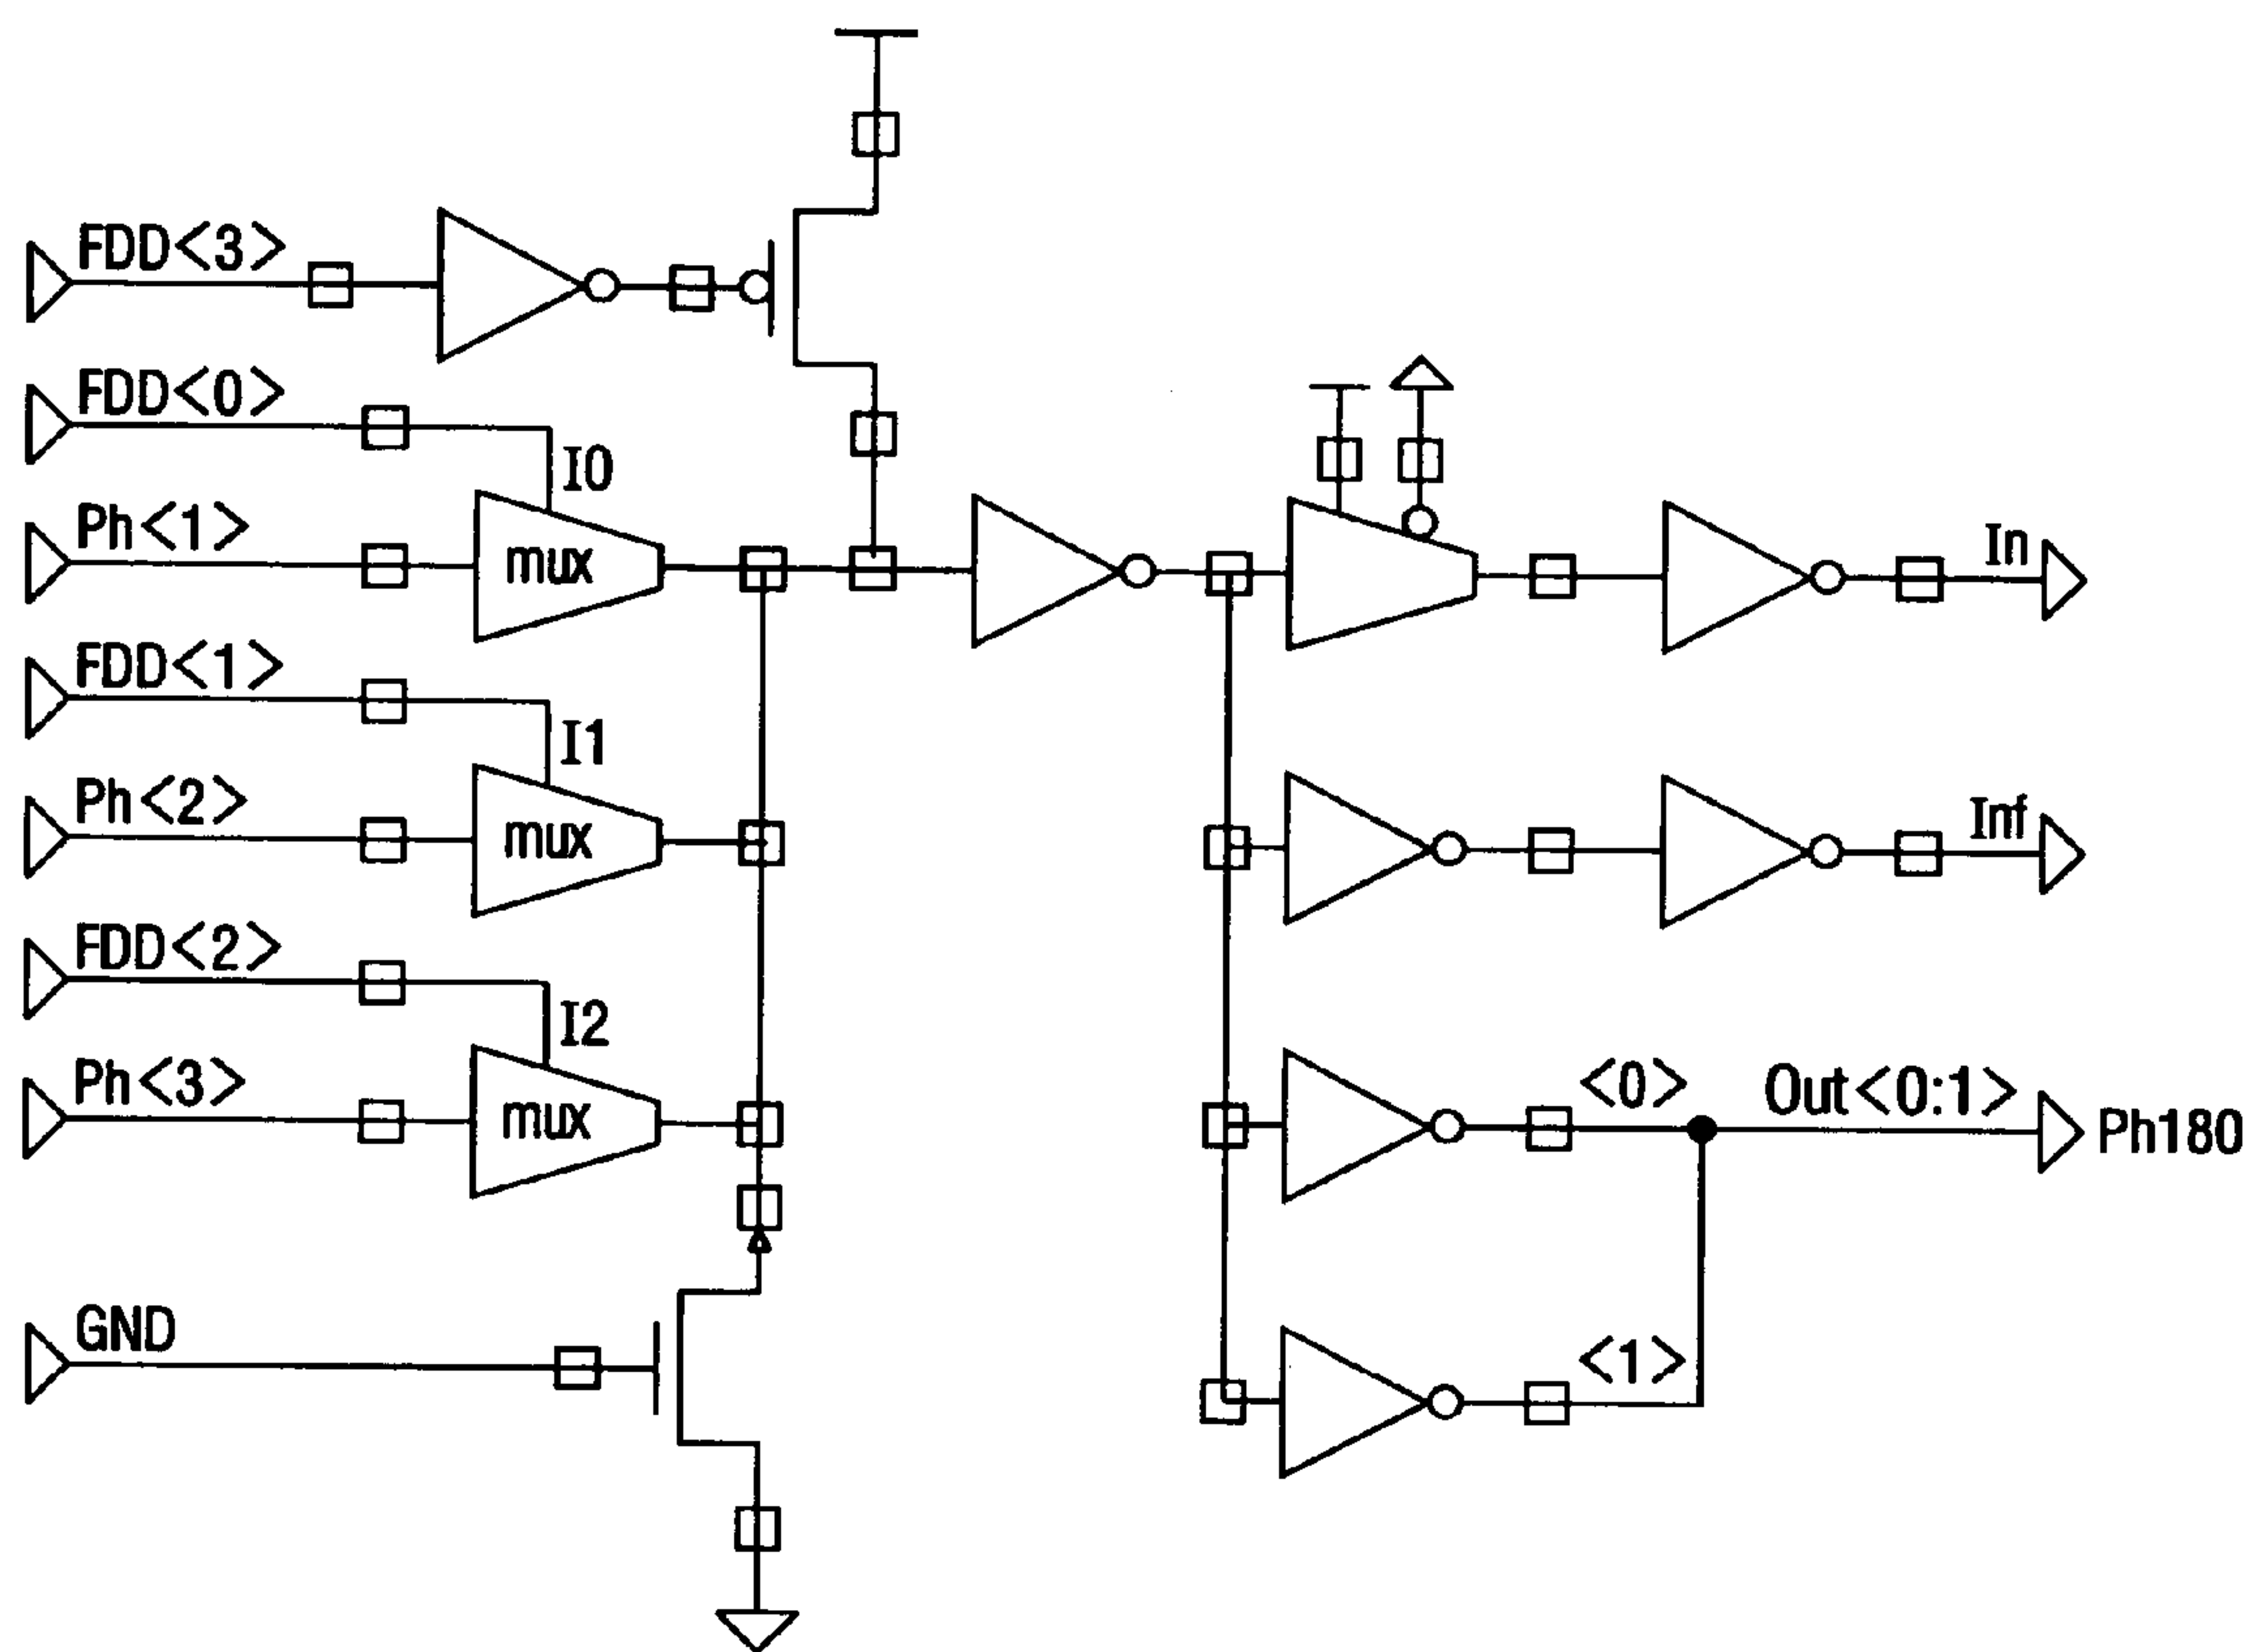 FDD<3>
FDD<0>
I0
Ph<1>
mux
In
FDD<1>
I1
Ph<2>
mux
Inf
FDD<2>
I2
Ph<3>
mux
<0>
Out<0:1>
Ph180
GND
<1>